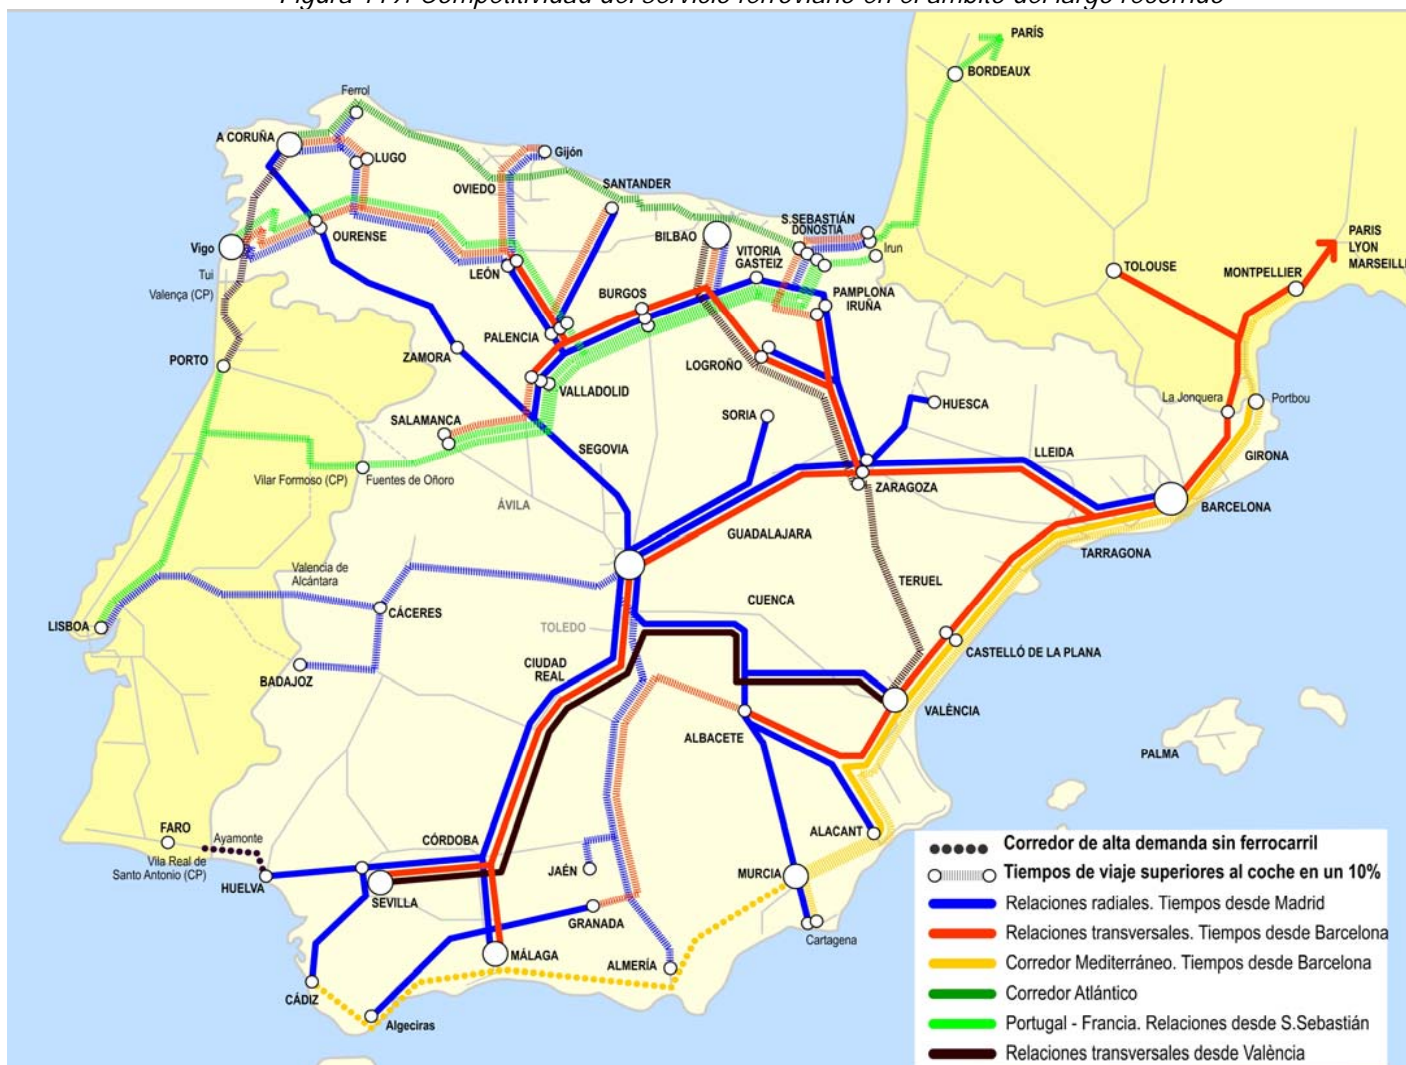 Figura 117. Competitividad del servicio ferroviario en el ámbito del largo recorrido
PARÍS
BORDEAUX
Ferrol
A CORUÑA
LUGO
Gijón
OVIEDO
SANTANDER
S.SEBASTIÁN
DONOSTIA
BILBAO
VITORIA
GASTEIZ
Irun
PARIS
LYON
MARSEILLE
TOLOUSE
MONTPELLIER
Vigo
OURENSE
LEÓN
Tui
Valença (CP)
BURGOS
PAMPLONA
IRUÑA
PALENCIA
ZAMORA
PORTO
LOGROÑO
VALLADOLID
SALAMANCA
SORIA
HUESCA
La Jonquera
Portbou
SEGOVIA
LLEIDA
GIRONA
Vilar Formoso (CP)
Fuentes de Oñoro
ZARAGOZA
ÁVILA
BARCELONA
GUADALAJARA
TARRAGONA
Valencia de
Alcántara
TERUEL
CÁCERES
CUENCA
LISBOA
TOLEDO
CASTELLÓ DE LA PLANA
CIUDAD
REAL
BADAJOZ
VALÈNCIA
ALBACETE
PALMA
FARO
Ayamonte
CÓRDOBA
ALACANT
Vila Real de
Santo Antonio (CP)
HUELVA
JAÉN
MURCIA
SEVILLA
GRANADA
Cartagena
MÁLAGA
ALMERÍA
CÁDIZ
Algeciras
Corredor de alta demanda sin ferrocarril
Tiempos de viaje superiores al coche en un 10%
Relaciones radiales. Tiempos desde Madrid
Relaciones transversales. Tiempos desde Barcelona
Corredor Mediterráneo. Tiempos desde Barcelona
Corredor Atlántico
Portugal - Francia. Relaciones desde S.Sebastián
Relaciones transversales desde València